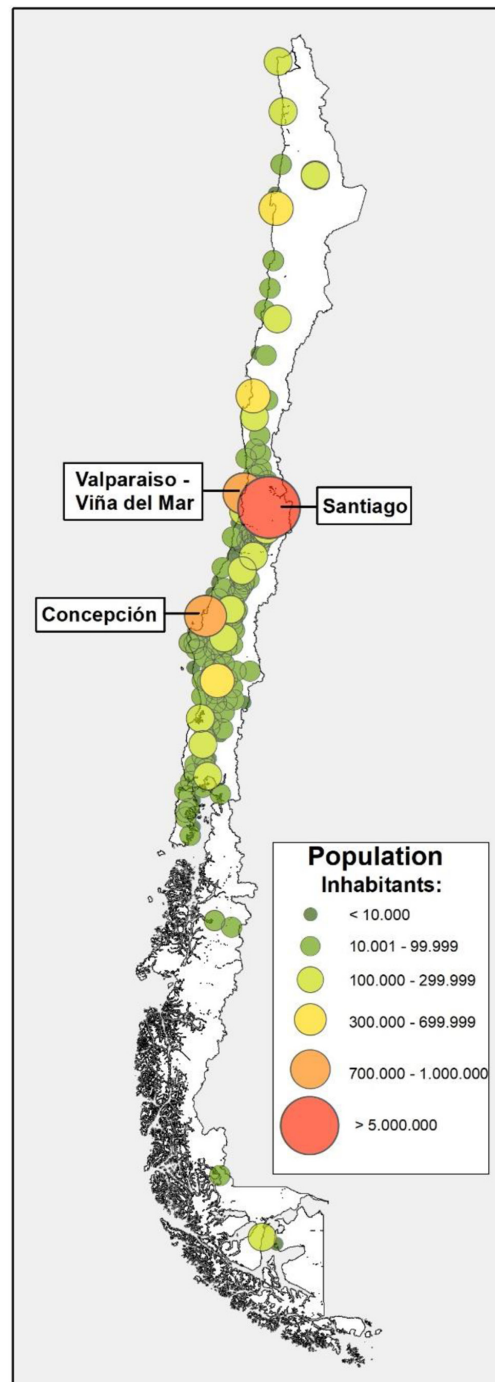 Valparaiso -
Viña del Mar
Santiago
Concepción
Population
Inhabitants:
< 10.000
10.001 - 99.999
100.000 - 299.999
300.000 - 699.999
700.000 - 1.000.000
> 5.000.000